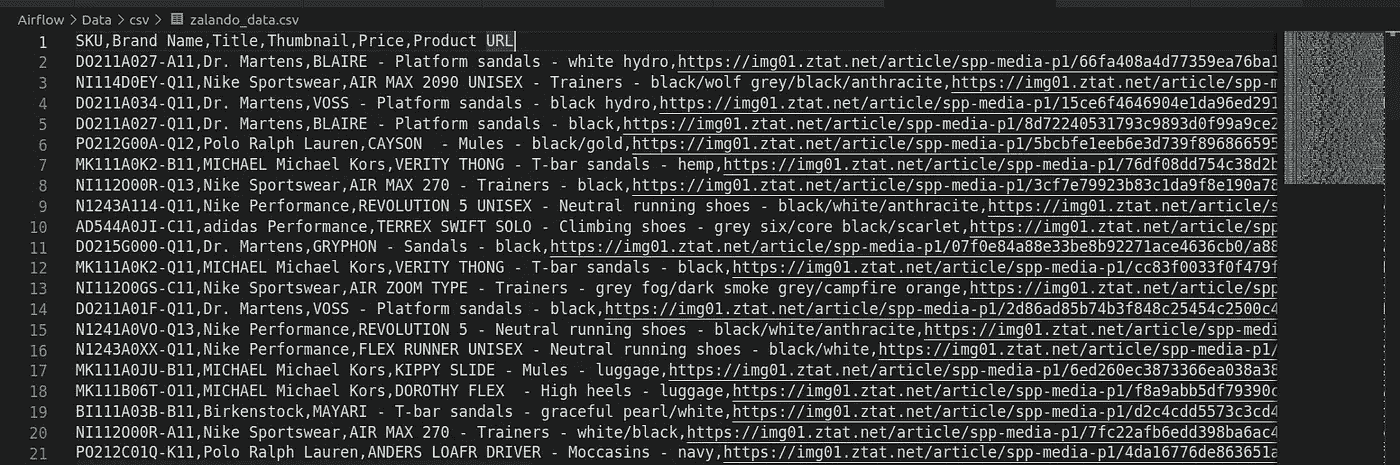 Airflow > Data > csv > zalando_data.csv
1 SKU,Brand Name,Title,Thumbnail,Price,Product URL
2 DO211A027-A11,Dr. Martens,BLAIRE - Platform sandals - white hydro,https://img01.ztat.net/article/spp-media-p1/66fa408a4d77359ea76ba1
3 NI114D0EY-Q11,Nike Sportswear,AIR MAX 2090 UNISEX - Trainers - black/wolf grey/black/anthracite,https://img01.ztat.net/article/spp-m
4 DO211A034-Q11,Dr. Martens,VOSS - Platform sandals - black hydro,https://img01.ztat.net/article/spp-media-p1/15ce6f4646904e1da96ed291
5 DO211A027-Q11,Dr. Martens,BLAIRE - Platform sandals - black,https://img01.ztat.net/article/spp-media-p1/8d72240531793c9893d0f99a9ce2
6 PO212G00A-Q12,Polo Ralph Lauren,CAYSON  - Mules - black/gold,https://img01.ztat.net/article/spp-media-p1/5bcbfe1eeb6e3d739f896866595
7 MK111A0K2-B11,MICHAEL Michael Kors,VERITY THONG - T-bar sandals - hemp,https://img01.ztat.net/article/spp-media-p1/76df08dd754c38d2b
8 NI112O00R-Q13,Nike Sportswear,AIR MAX 270 - Trainers - black,https://img01.ztat.net/article/spp-media-p1/3cf7e79923b83c1da9f8e190a78
9 N1243A114-Q11,Nike Performance,REVOLUTION 5 UNISEX - Neutral running shoes - black/white/anthracite,https://img01.ztat.net/article/s
10 AD544A0JI-C11,adidas Performance,TERREX SWIFT SOLO - Climbing shoes - grey six/core black/scarlet,https://img01.ztat.net/article/spp
11 DO215G000-Q11,Dr. Martens,GRYPHON - Sandals - black,https://img01.ztat.net/article/spp-media-p1/07f0e84a88e33be8b92271ace4636cb0/a88
12 MK111A0K2-Q11,MICHAEL Michael Kors,VERITY THONG - T-bar sandals - black,https://img01.ztat.net/article/spp-media-p1/cc83f0033f0f479f
13 NI112O0GS-C11,Nike Sportswear,AIR ZOOM TYPE - Trainers - grey fog/dark smoke grey/campfire orange,https://img01.ztat.net/article/spp
14 DO211A01F-Q11,Dr. Martens,VOSS - Platform sandals - black,https://img01.ztat.net/article/spp-media-p1/2d86ad85b74b3f848c25454c2500c4
15 N1241A0VO-Q13,Nike Performance,REVOLUTION 5 - Neutral running shoes - black/white/anthracite,https://img01.ztat.net/article/spp-medi
16 N1243A0XX-Q11,Nike Performance,FLEX RUNNER UNISEX - Neutral running shoes - black/white,https://img01.ztat.net/article/spp-media-p1/
17 MK111A0JU-B11,MICHAEL Michael Kors,KIPPY SLIDE - Mules - luggage,https://img01.ztat.net/article/spp-media-p1/6ed260ec3873366ea038a38
18 MK111B06T-O11,MICHAEL Michael Kors,DOROTHY FLEX  - High heels - luggage,https://img01.ztat.net/article/spp-media-p1/f8a9abb5df79390c
19 BI111A03B-B11,Birkenstock,MAYARI - T-bar sandals - graceful pearl/white,https://img01.ztat.net/article/spp-media-p1/d2c4cdd5573c3cd4
20 NI112O00R-A11,Nike Sportswear,AIR MAX 270 - Trainers - white/black,https://img01.ztat.net/article/spp-media-p1/7fc22afb6edd398ba6ac4
21 PO212C01Q-K11,Polo Ralph Lauren,ANDERS LOAFR DRIVER - Moccasins - navy,https://img01.ztat.net/article/spp-media-p1/4da16776de863651a